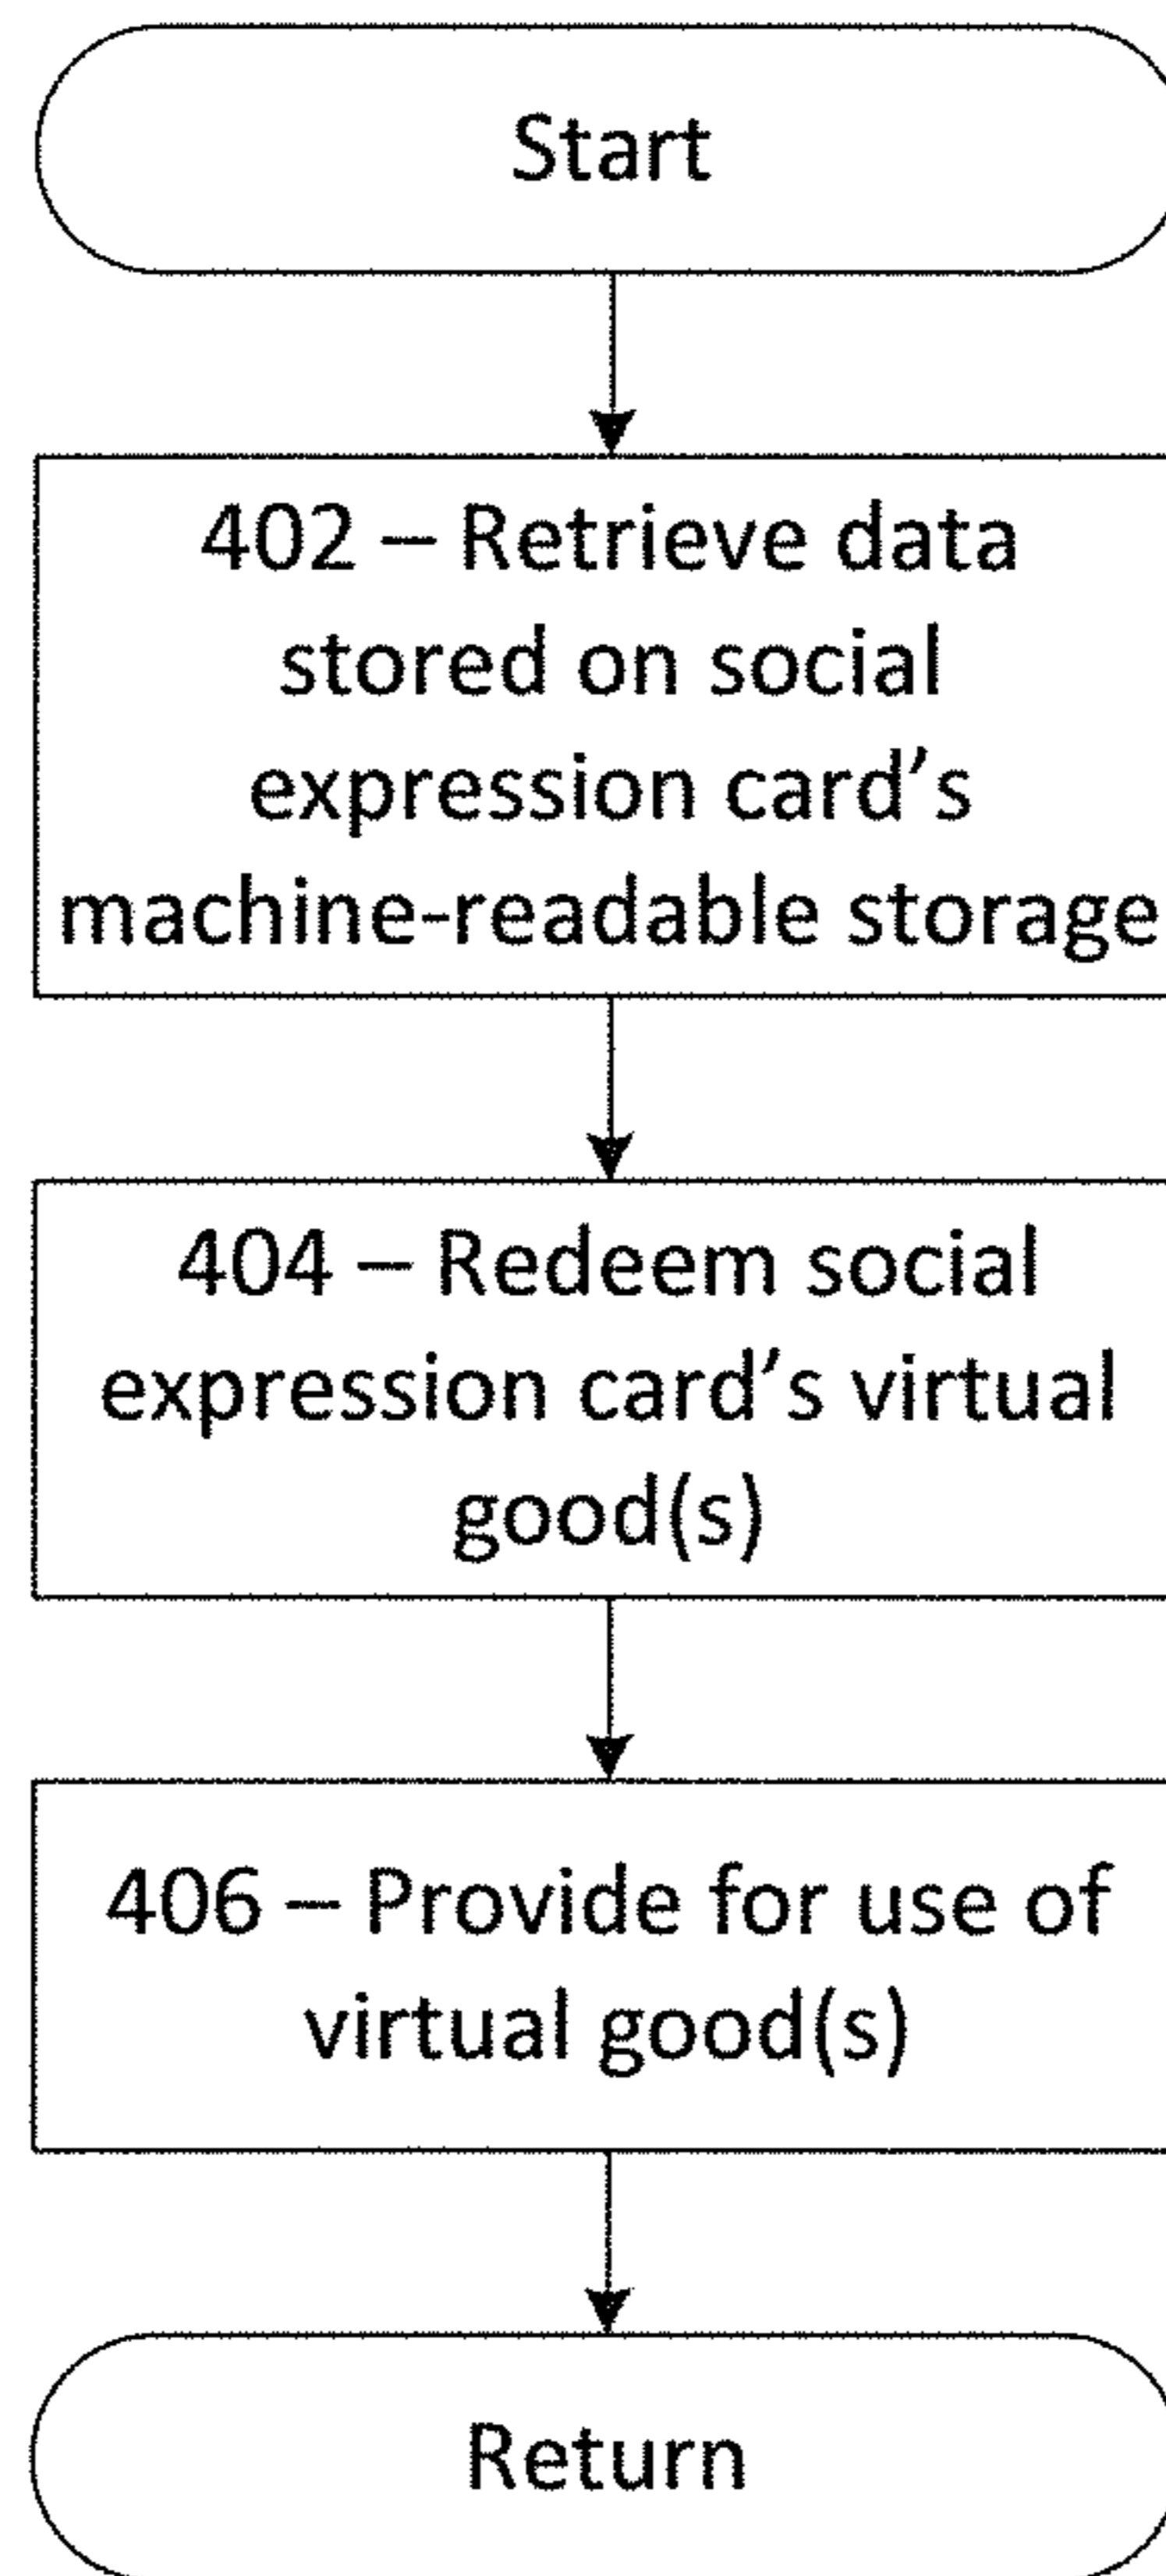 Start
402 – Retrieve data
stored on social
expression card’s
machine-readable storage
404 – Redeem social
expression card’s virtual
good(s)
406 – Provide for use of
virtual good(s)
Return